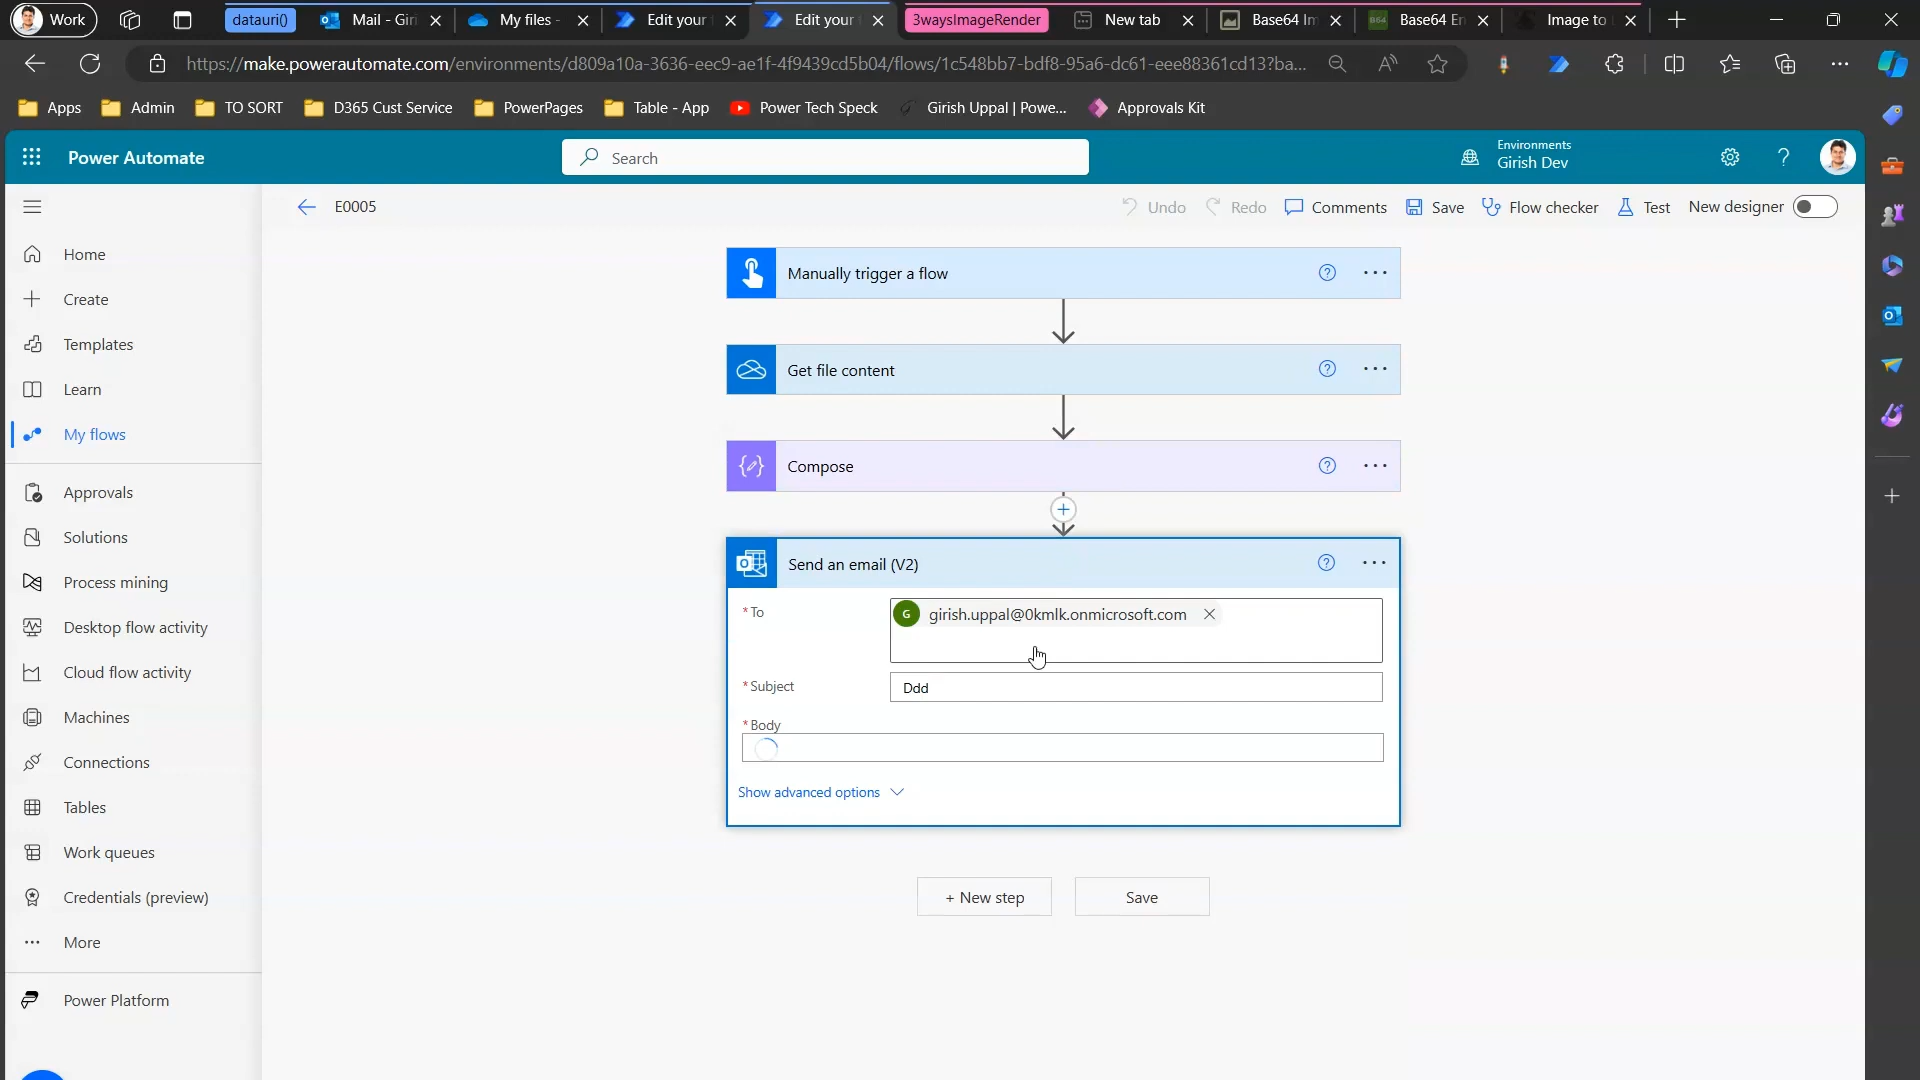 Work
datauri()
Mail - Giri
My files -
Edit your
Edit your
3waysImageRender
New tab
Base64 Im
Base64 En
Image to
https://make.powerautomate.com/environments/d809a10a-3636-eec9-ae1f-4f9439cd5b04/flows/1c548bb7-bdf8-95a6-dc61-eee88361cd13?ba...
Apps
Admin
TO SORT
D365 Cust Service
PowerPages
Table - App
Power Tech Speck
Girish Uppal | Powe...
Approvals Kit
Power Automate
Search
Environments
Girish Dev
E0005
Undo
Redo
Comments
Save
Flow checker
Test
New designer
Home
Create
Templates
Learn
My flows
Approvals
Solutions
Process mining
Desktop flow activity
Cloud flow activity
Machines
Connections
Tables
Work queues
Credentials (preview)
More
Power Platform
Manually trigger a flow
Get file content
Compose
Send an email (V2)
* To
G
girish.uppal@0kmlk.onmicrosoft.com
* Subject
Ddd
* Body
Show advanced options
+ New step
Save